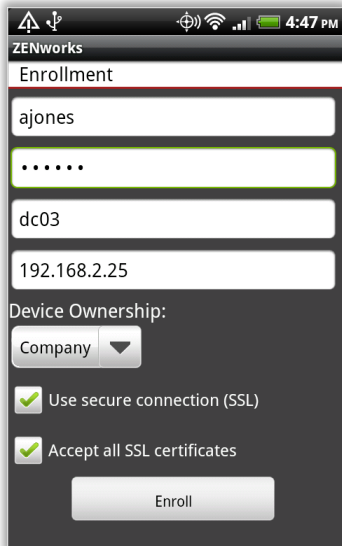 4:47 PM
ZENworks
Enrollment
ajones
••••••
dc03
192.168.2.25
Device Ownership:
Company
Use secure connection (SSL)
Accept all SSL certificates
Enroll